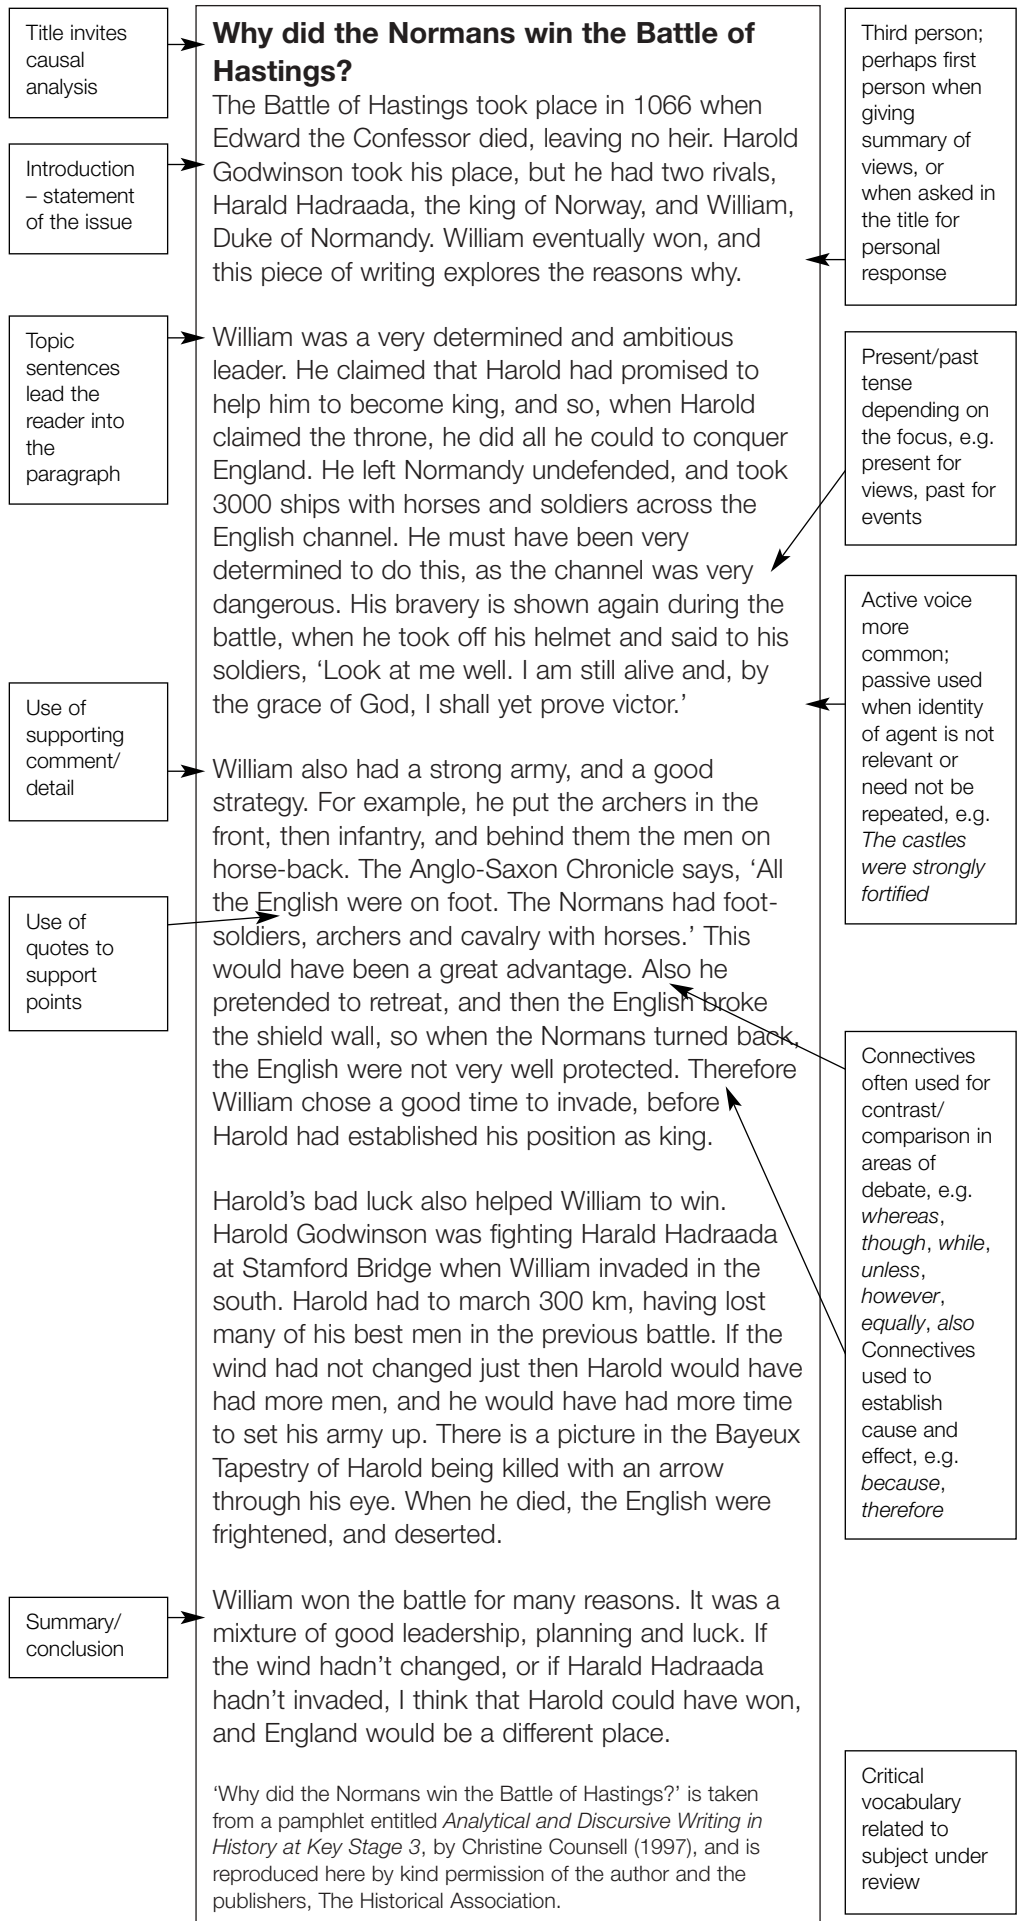 Title invites
causal
analysis
Introduction
– statement
of the issue
Topic
sentences
lead the
reader into
the
paragraph
Use of
supporting
comment/
detail
Use of
quotes to
support
points
Summary/
conclusion
Why did the Normans win the Battle of
Hastings?
The Battle of Hastings took place in 1066 when
Edward the Confessor died, leaving no heir. Harold
Godwinson took his place, but he had two rivals,
Harald Hadraada, the king of Norway, and William,
Duke of Normandy. William eventually won, and
this piece of writing explores the reasons why.
William was a very determined and ambitious
leader. He claimed that Harold had promised to
help him to become king, and so, when Harold
claimed the throne, he did all he could to conquer
England. He left Normandy undefended, and took
3000 ships with horses and soldiers across the
English channel. He must have been very
determined to do this, as the channel was very
dangerous. His bravery is shown again during the
battle, when he took off his helmet and said to his
soldiers, ‘Look at me well. I am still alive and, by
the grace of God, I shall yet prove victor.’
William also had a strong army, and a good
strategy. For example, he put the archers in the
front, then infantry, and behind them the men on
horse-back. The Anglo-Saxon Chronicle says, ‘All
the English were on foot. The Normans had foot-
soldiers, archers and cavalry with horses.’ This
would have been a great advantage. Also he
pretended to retreat, and then the English broke
the shield wall, so when the Normans turned back,
the English were not very well protected. Therefore
William chose a good time to invade, before
Harold had established his position as king.
Harold’s bad luck also helped William to win.
Harold Godwinson was fighting Harald Hadraada
at Stamford Bridge when William invaded in the
south. Harold had to march 300 km, having lost
many of his best men in the previous battle. If the
wind had not changed just then Harold would have
had more men, and he would have had more time
to set his army up. There is a picture in the Bayeux
Tapestry of Harold being killed with an arrow
through his eye. When he died, the English were
frightened, and deserted.
William won the battle for many reasons. It was a
mixture of good leadership, planning and luck. If
the wind hadn’t changed, or if Harald Hadraada
hadn’t invaded, I think that Harold could have won,
and England would be a different place.
‘Why did the Normans win the Battle of Hastings?’ is taken
from a pamphlet entitled Analytical and Discursive Writing in
History at Key Stage 3, by Christine Counsell (1997), and is
reproduced here by kind permission of the author and the
publishers, The Historical Association.
Third person;
perhaps first
person when
giving
summary of
views, or
when asked in
the title for
personal
response
Present/past
tense
depending on
the focus, e.g.
present for
views, past for
events
Active voice
more
common;
passive used
when identity
of agent is not
relevant or
need not be
repeated, e.g.
The castles
were strongly
fortified
Connectives
often used for
contrast/
comparison in
areas of
debate, e.g.
whereas,
though, while,
unless,
however,
equally, also
Connectives
used to
establish
cause and
effect, e.g.
because,
therefore
Critical
vocabulary
related to
subject under
review